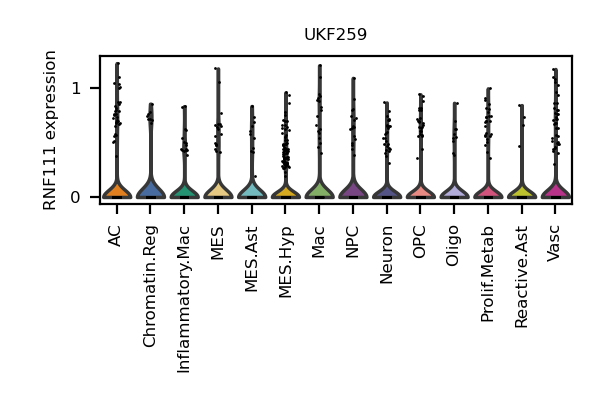 UKF259
RNF111 expression
1
0
AC
Chromatin.Reg
Inflammatory.Mac
MES
MES.Ast
MES.Hyp
Mac
NPC
Neuron
OPC
Oligo
Prolif.Metab
Reactive.Ast
Vasc